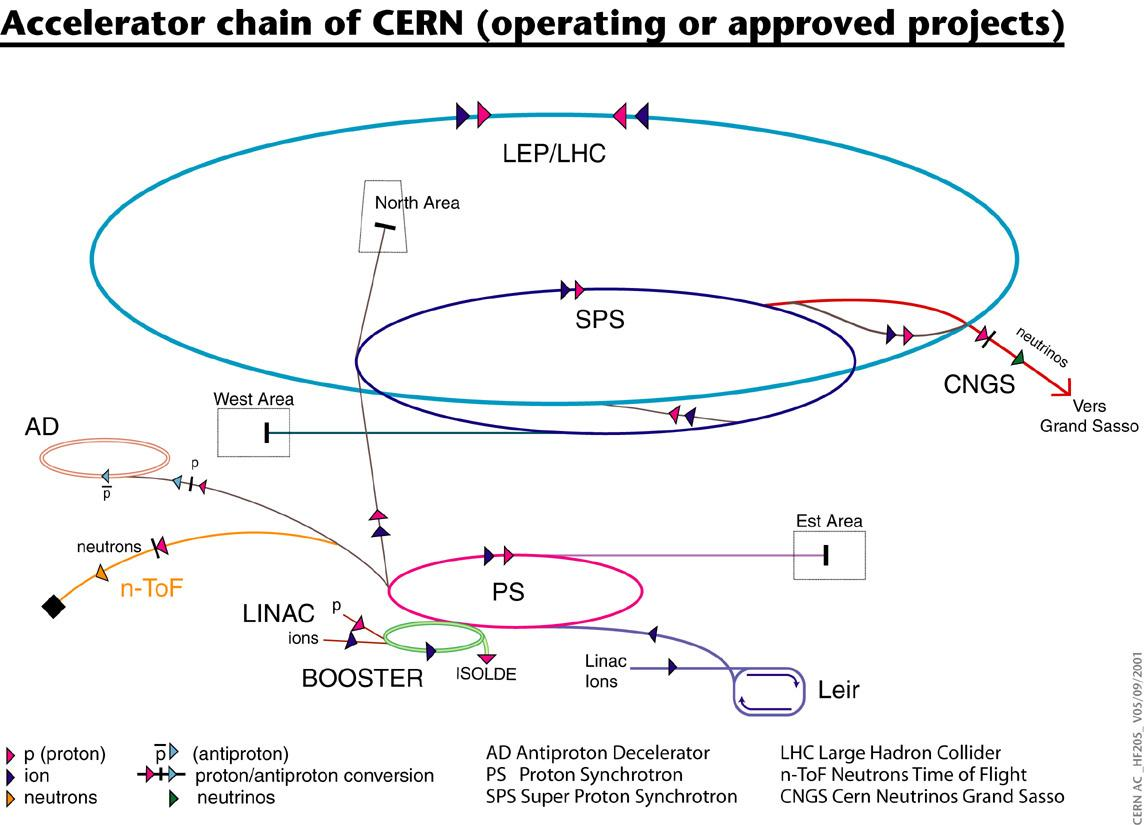 Accelerator chain of CERN (operating or approved projects)
LEP/LHC
North Area
SPS
neutrinos
CNGS
Vers
Grand Sasso
West Area
AD
p
p̅
Est Area
neutrons
n-ToF
PS
LINAC
p
ions
BOOSTER
ISOLDE
Linac
Ions
Leir
p (proton)
ion
neutrons
p̅ (antiproton)
proton/antiproton conversion
neutrinos
AD Antiproton Decelerator
PS Proton Synchrotron
SPS Super Proton Synchrotron
LHC Large Hadron Collider
n-ToF Neutrons Time of Flight
CNGS Cern Neutrinos Grand Sasso
CERN AC _HF205_ V05/09/2001